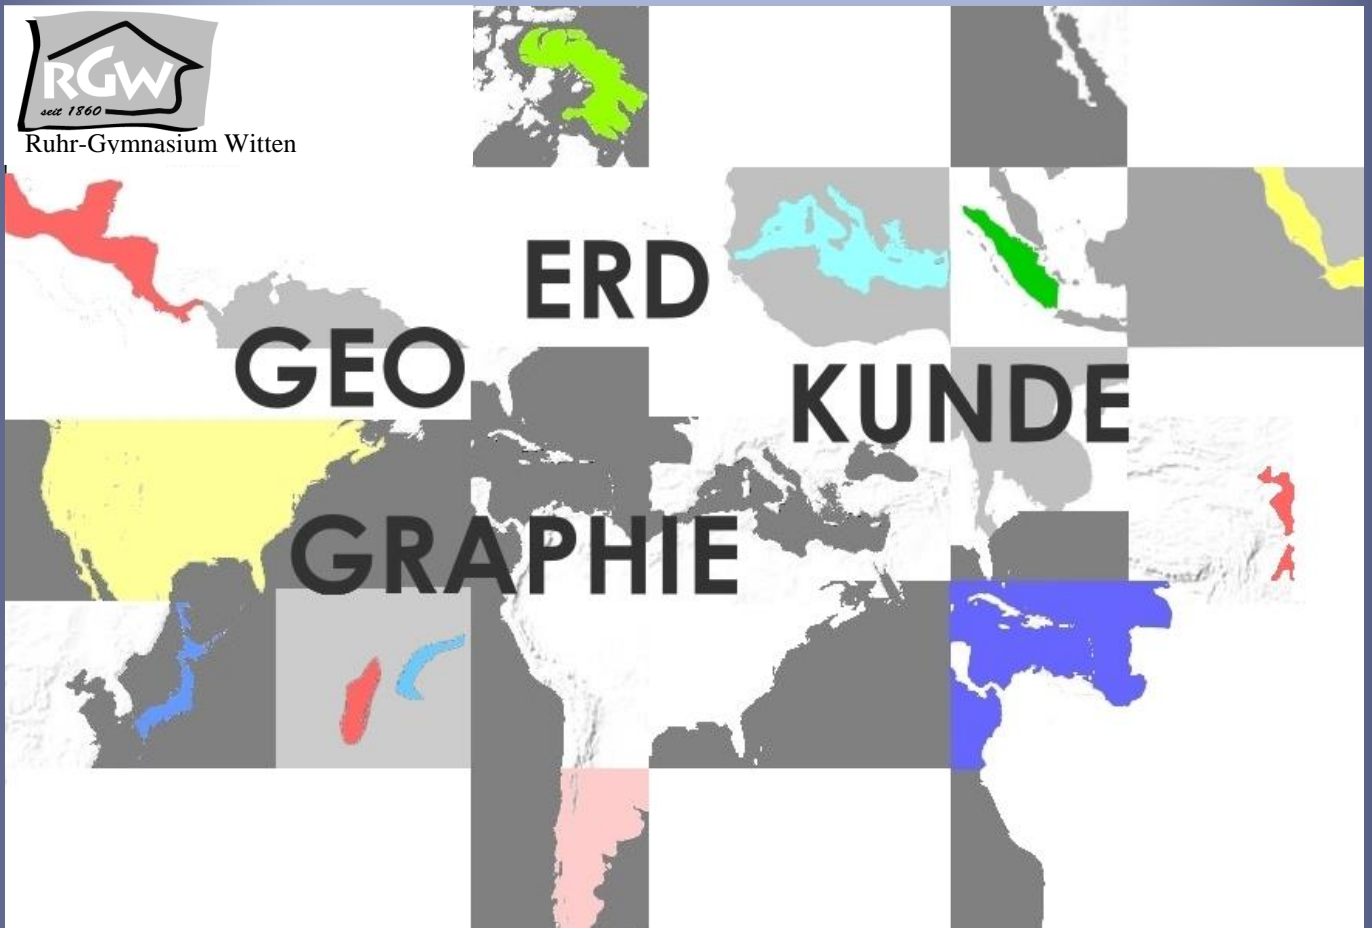 RGW
seit 1860
Ruhr-Gymnasium Witten
ERD
GEO
KUNDE
GRAPHIE